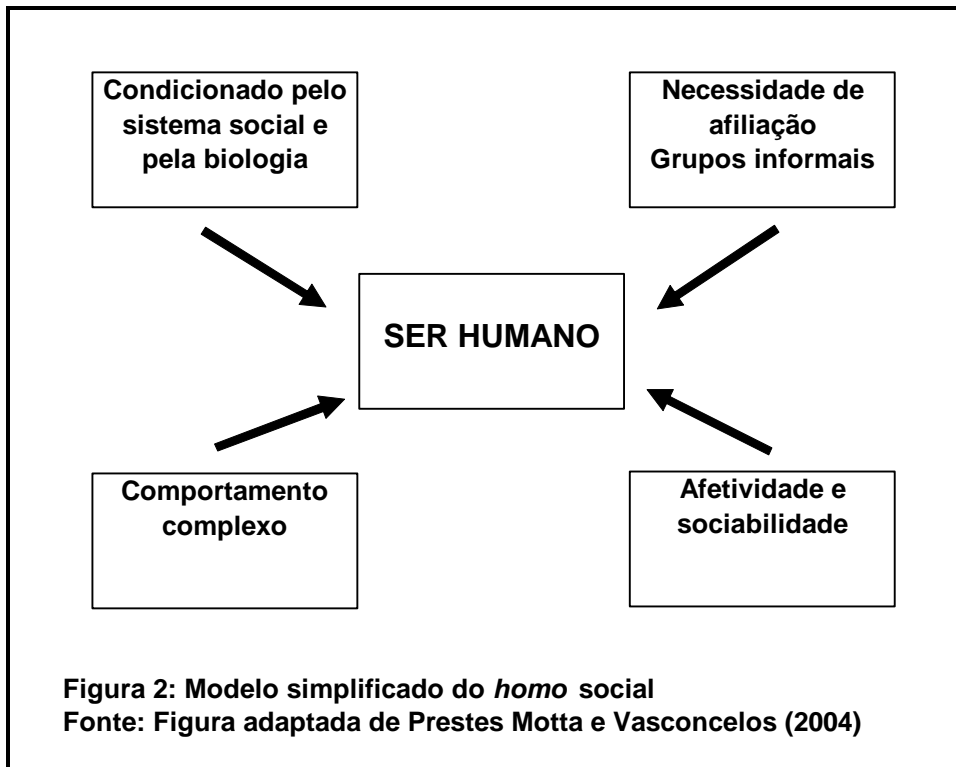 Condicionado pelo
sistema social e
pela biologia
Necessidade de
afiliação
Grupos informais
SER HUMANO
Comportamento
complexo
Afetividade e
sociabilidade
Figura 2: Modelo simplificado do homo social
Fonte: Figura adaptada de Prestes Motta e Vasconcelos (2004)